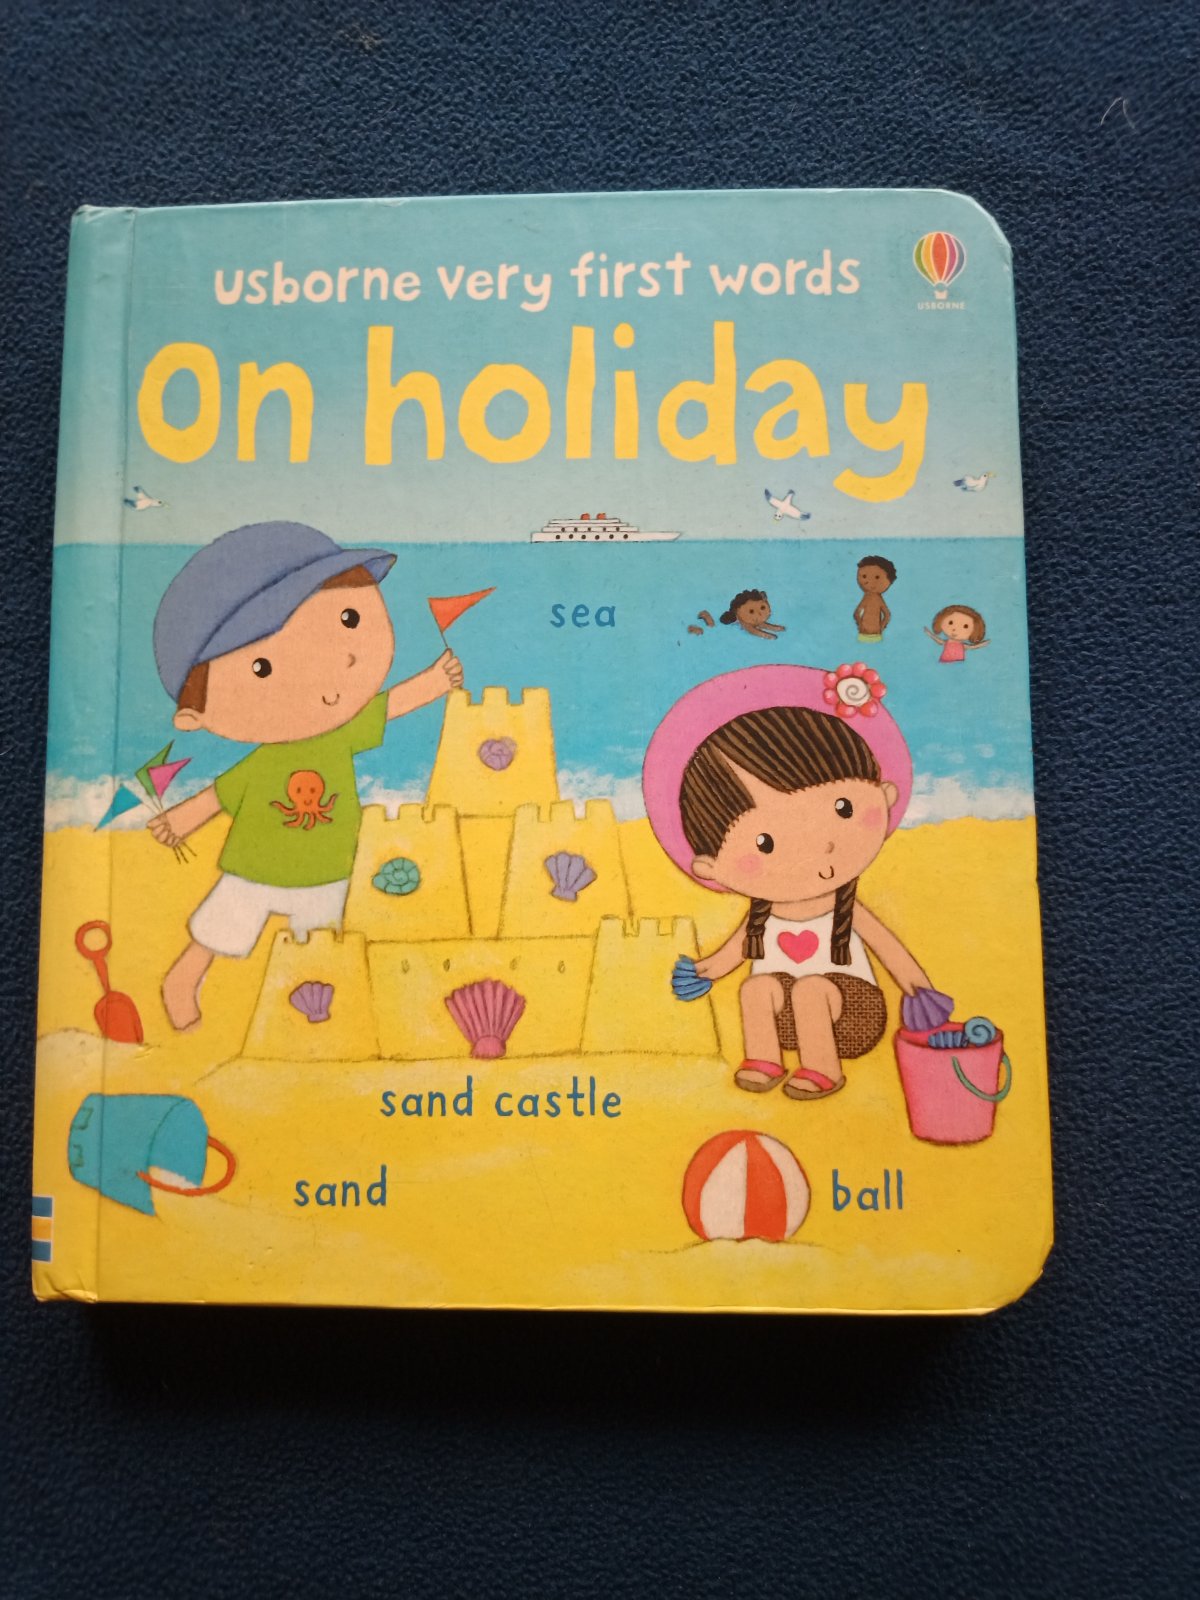 usborne very first words
USBORNE
On holiday
sea
sand castle
sand
ball